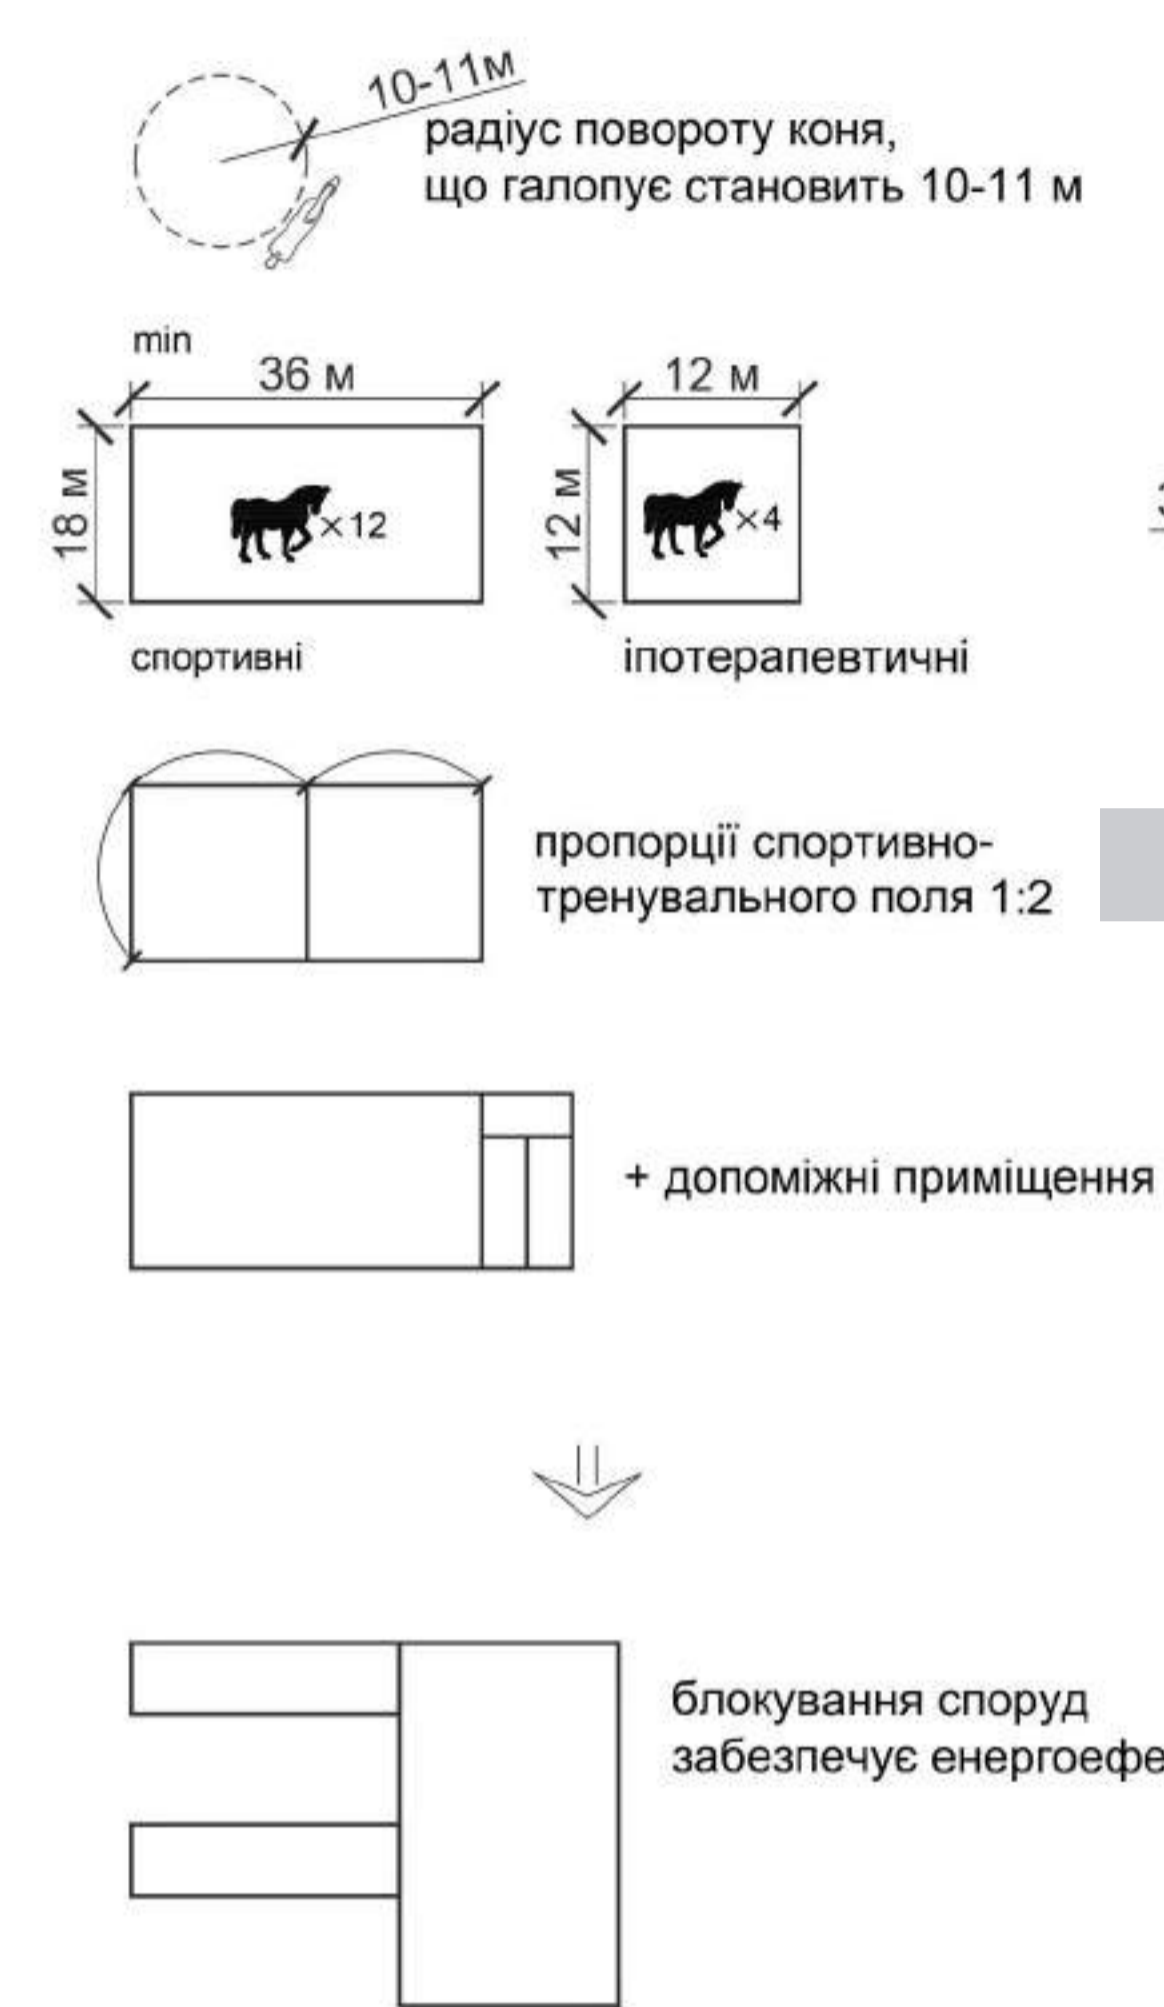 10-11м
радіус повороту коня,
що галопує становить 10-11 м
min
36 м
12 м
18 м
×12
12 м
×4
спортивні
іпотерапевтичні
пропорції спортивно-
тренувального поля 1:2
+ допоміжні приміщення
блокування споруд
забезпечує